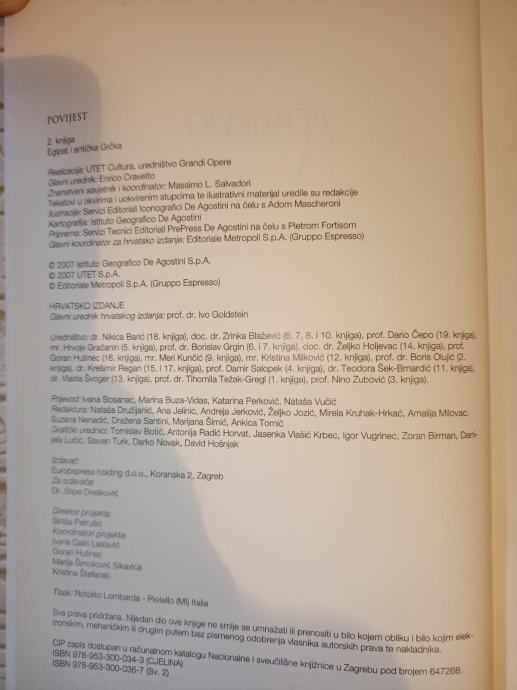 POVIJEST
2. knjiga
Egipat i antička Grčka
Realizacija: UTET Cultura, uredništvo Grandi Opere
Glavni urednik: Enrico Cravetto
Znanstveni savjetnik i koordinator: Massimo L. Salvadori
Tekstovi u okvirima i uokvirenim stupcima te ilustrativni materijal uredile su redakcije
Ilustracije: Servizi Editoriali Iconografici De Agostini na čelu s Adom Mascheroni
Kartografija: Istituto Geografico De Agostini
Priprema: Servizi Tecnici Editoriali PrePress De Agostini na čelu s Pietrom Fortisom
Glavni koordinator za hrvatsko izdanje: Editoriale Metropoli S.p.A. (Gruppo Espresso)
© 2007 Istituto Geografico De Agostini S.p.A.
© 2007 UTET S.p.A.
© Editoriale Metropoli S.p.A. (Gruppo Espresso)
HRVATSKO IZDANJE
Glavni urednik hrvatskog izdanja: prof. dr. Ivo Goldstein
Uredništvo: dr. Nikica Barić (18. knjiga), doc. dr. Zrinka Blažević (6, 7, 8. i 10. knjiga), prof. Dario Čepo (19. knjiga),
mr. Hrvoje Gračanin (5. knjiga), prof. dr. Borislav Grgin (6. i 7. knjiga), doc. dr. Željko Holjevac (14. knjiga), prof.
Goran Hutinec (16. knjiga), mr. Meri Kunčić (9. knjiga), mr. Kristina Milković (12. knjiga), prof. dr. Boris Olujić (2.
knjiga), dr. Krešimir Regan (15. i 17. knjiga), prof. Damir Salopek (4. knjiga), dr. Teodora Šek-Brnardić (11. knjiga),
dr. Vlasta Švoger (13. knjiga), prof. dr. Tihomila Težak-Gregl (1. knjiga), prof. Nino Zubović (3. knjiga).
Prijevod: Ivana Bosanac, Marina Buza-Vidas, Katarina Perković, Nataša Vučić
Redaktura: Nataša Družijanić, Ana Jelinić, Andreja Jerković, Željko Jozić, Mirela Kruhak-Hrkać, Amalija Milovac,
Suzana Nenadić, Dražena Santini, Marijana Šimić, Ankica Tomić
Grafički urednici: Tomislav Botić, Antonija Radić Horvat, Jasenka Vlašić Krbec, Igor Vugrinec, Zoran Birman, Dani-
jela Lučić, Slaven Turk, Darko Novak, David Hošnjak
Izdavač:
Europapress holding d.o.o., Koranska 2, Zagreb
Za izdavača:
Dr. Stipe Orešković
Direktor projekta:
Siniša Petrušić
Koordinatori projekta:
Ivana Galić Laslavić
Goran Hutinec
Marija Šimoković Sikavica
Kristina Štefanac
Tisak: Rotolito Lombarda - Piotello (MI) Italia
Sva prava pridržana. Nijedan dio ove knjige ne smije se umnažati ili prenositi u bilo kojem obliku i bilo kojim elek-
tronskim, mehaničkim ili drugim putem bez pismenog odobrenja vlasnika autorskih prava te nakladnika.
CIP zapis dostupan u računalnom katalogu Nacionalne i sveučilišne knjižnice u Zagrebu pod brojem 647268.
ISBN 978-953-300-034-3 (CJELINA)
ISBN 978-953-300-036-7 (Sv. 2)